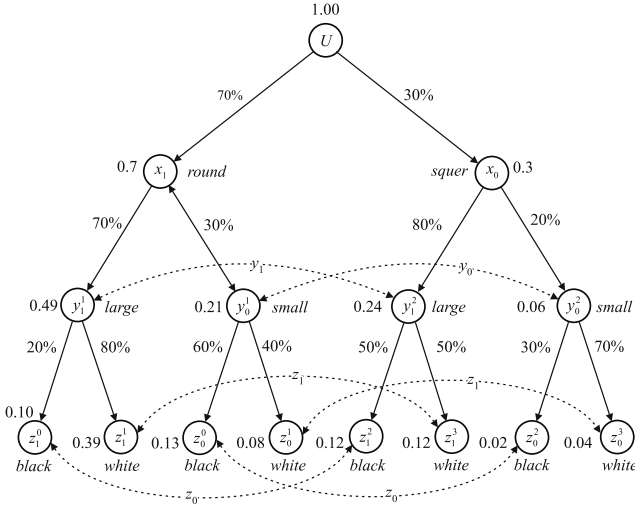 1.00
U
70% 30%
0.7 x₁ round squer x₀ 0.3
70% 30% 80% 20%
y₁ y₀
0.49 y₁¹ large 0.21 y₀¹ small 0.24 y₁² large 0.06 y₀² small
20% 80% 60% 40% 50% 50% 30% 70%
z₁ z₁
0.10 z₁⁰ 0.39 z₁¹ 0.13 z₀⁰ 0.08 z₀¹ 0.12 z₁² 0.12 z₁³ 0.02 z₀² 0.04 z₀³
black white black white black white black white
z₀ z₀